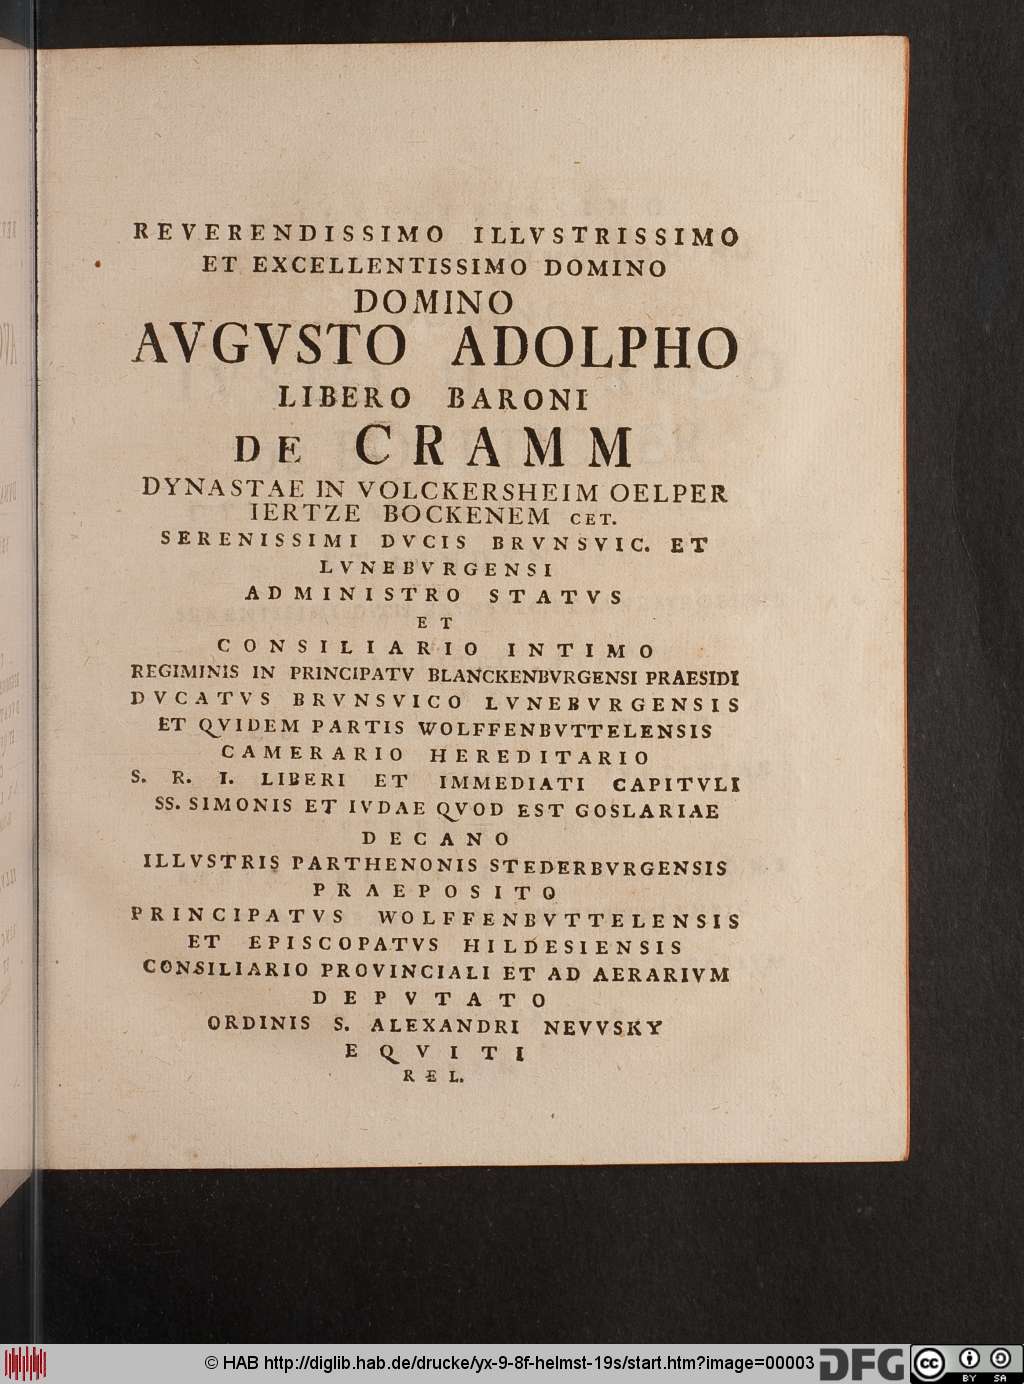 REVERENDISSIMO ILLVSTRISSIMO
ET EXCELLENTISSIMO DOMINO
DOMINO
AVGVSTO ADOLPHO
LIBERO BARONI
DE CRAMM
DYNASTAE IN VOLCKERSHEIM OELPER
IERTZE BOCKENEM CET.
SERENISSIMI DVCIS BRVNSVIC. ET
LVNEBVRGENSI
ADMINISTRO STATVS
ET
CONSILIARIO INTIMO
REGIMINIS IN PRINCIPATV BLANCKENBVRGENSI PRAESIDI
DVCATVS BRVNSVICO LVNEBVRGENSIS
ET QVIDEM PARTIS WOLFFENBVTTELENSIS
CAMERARIO HEREDITARIO
S. R. I. LIBERI ET IMMEDIATI CAPITVLI
SS. SIMONIS ET IVDAE QVOD EST GOSLARIAE
DECANO
ILLVSTRIS PARTHENONIS STEDERBVRGENSIS
PRAEPOSITO
PRINCIPATVS WOLFFENBVTTELENSIS
ET EPISCOPATVS HILDESIENSIS
CONSILIARIO PROVINCIALI ET AD AERARIVM
DEPVTATO
ORDINIS S. ALEXANDRI NEVVSKY
EQVITI
REL.
© HAB http://diglib.hab.de/drucke/yx-9-8f-helmst-19s/start.htm?image=00003
DFG
cc BY SA